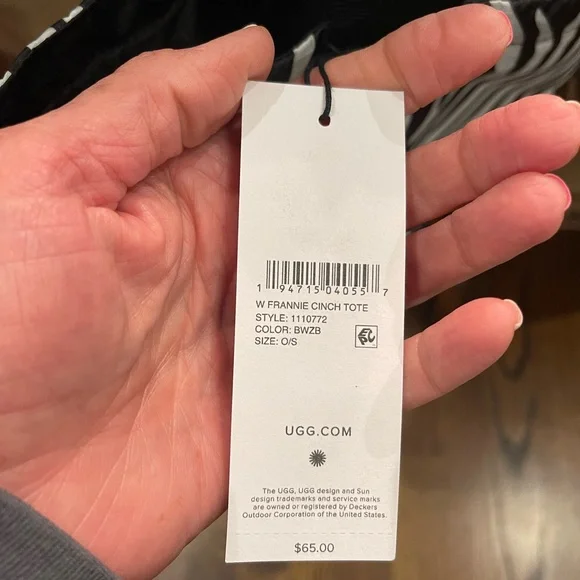 1 94715 04055 7
W FRANNIE CINCH TOTE
STYLE: 1110772
COLOR: BWZB
SIZE: O/S
UGG.COM
The UGG, UGG design and Sun
design trademarks and service marks
are owned or registered by Deckers
Outdoor Corporation of the United States.
$65.00